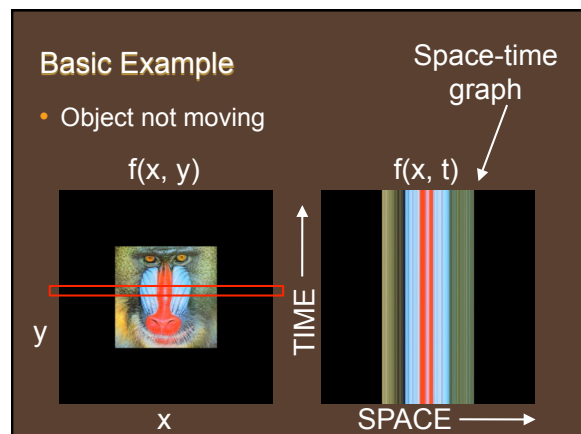 Basic Example
Space-time
graph
• Object not moving
f(x, y)
f(x, t)
y
TIME
x
SPACE